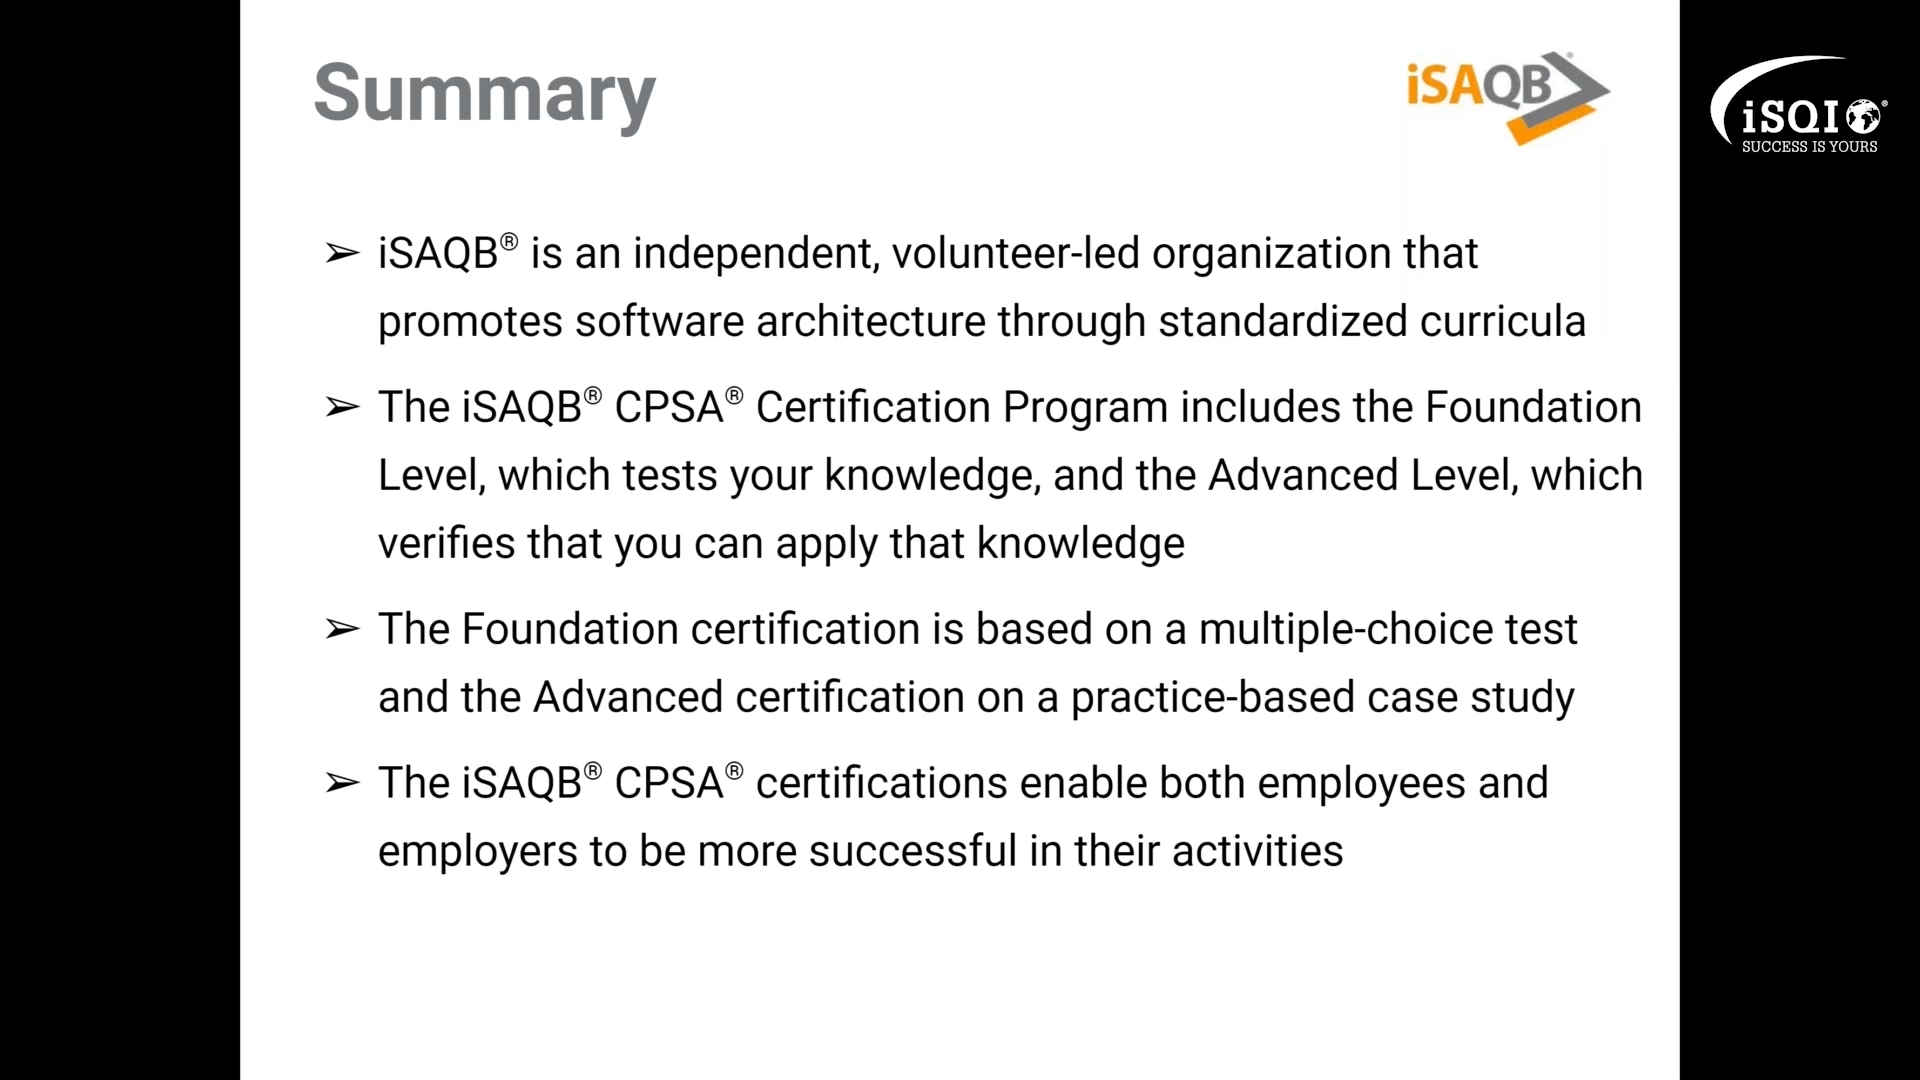 Summary
iSAQB®
iSQI®
SUCCESS IS YOURS
➢ iSAQB® is an independent, volunteer-led organization that
promotes software architecture through standardized curricula
➢ The iSAQB® CPSA® Certification Program includes the Foundation
Level, which tests your knowledge, and the Advanced Level, which
verifies that you can apply that knowledge
➢ The Foundation certification is based on a multiple-choice test
and the Advanced certification on a practice-based case study
➢ The iSAQB® CPSA® certifications enable both employees and
employers to be more successful in their activities